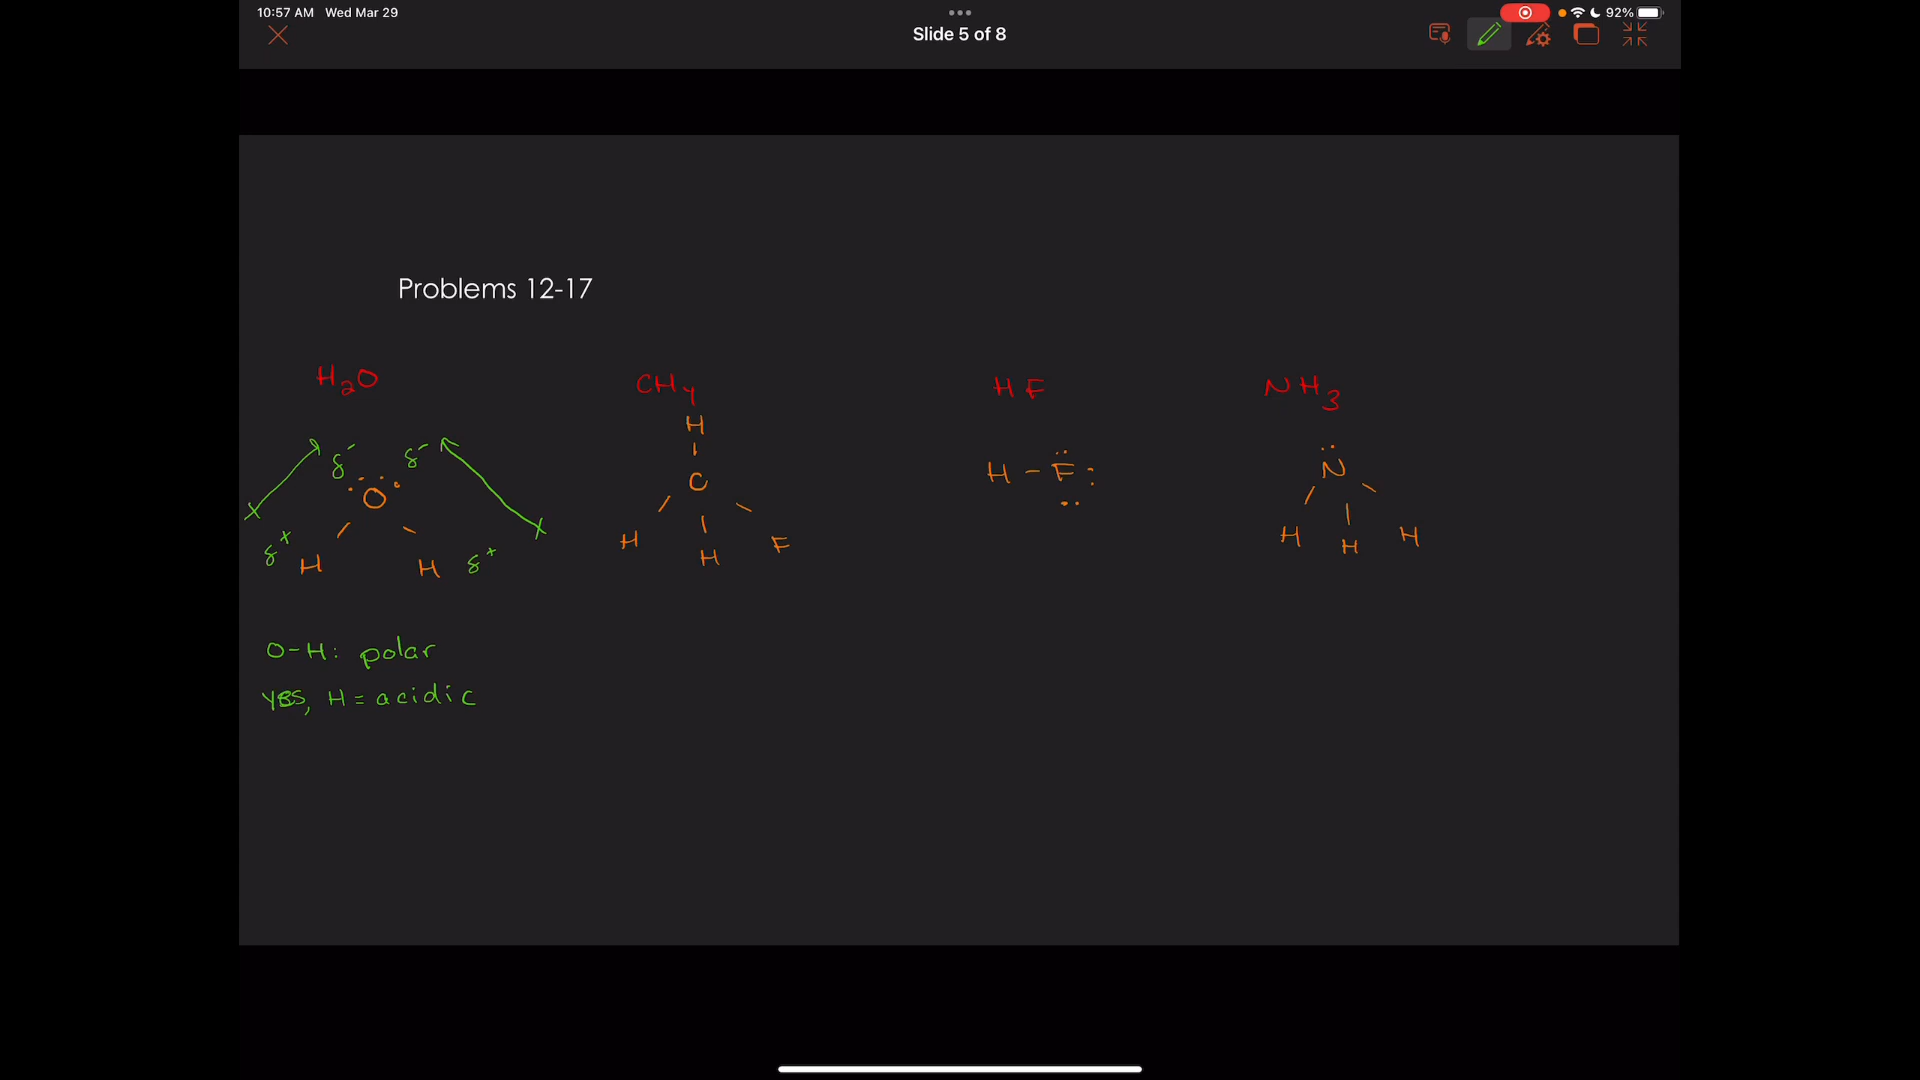 10:57 AM Wed Mar 29
92%
Slide 5 of 8
Problems 12-17
H₂O
CH₄
HF
NH₃
δ⁻ δ⁻
O
δ⁺ H H δ⁺
H
C
H H F
H - F
N
H H H
O-H: polar
YES, H = acidic